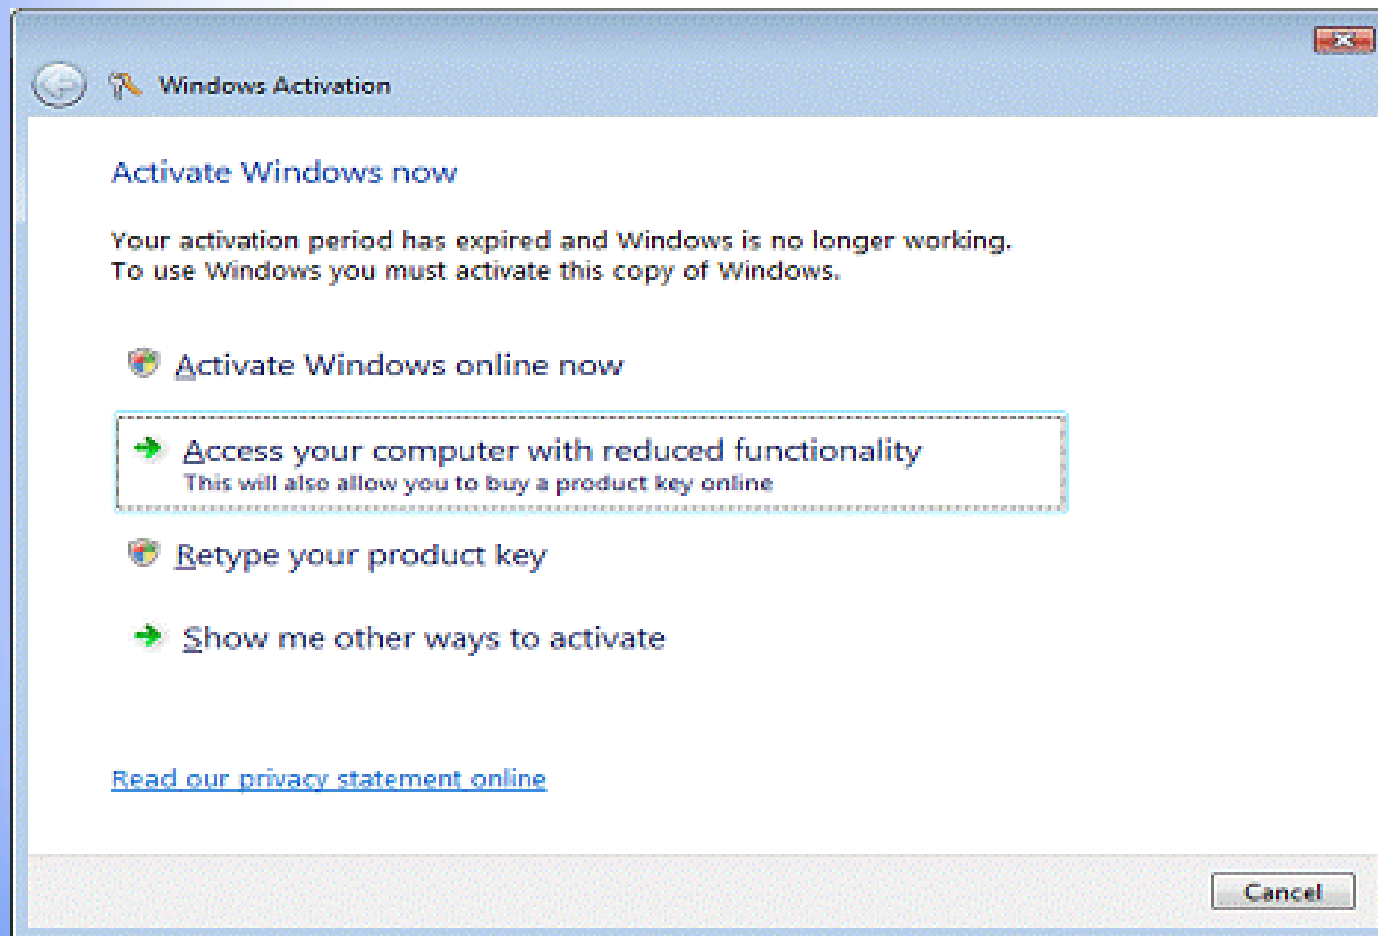 Windows Activation
Activate Windows now
Your activation period has expired and Windows is no longer working.
To use Windows you must activate this copy of Windows.
Activate Windows online now
Access your computer with reduced functionality
This will also allow you to buy a product key online
Retype your product key
Show me other ways to activate
Read our privacy statement online
Cancel